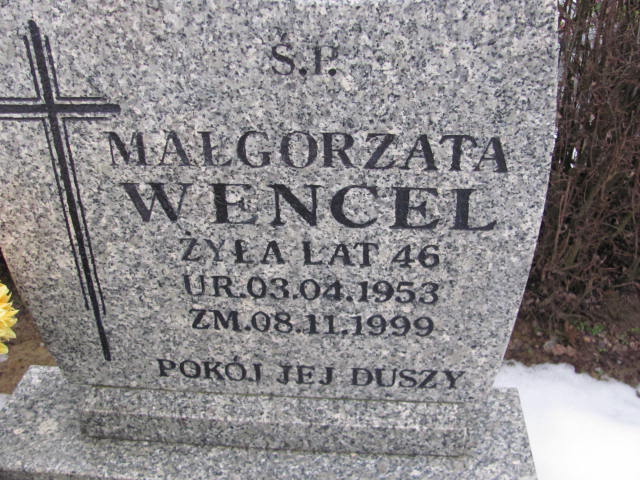 Ś.P.
MAŁGORZATA
WENCEL
ŻYŁA LAT 46
UR.03.04.1953
ZM.08.11.1999
POKÓJ JEJ DUSZY